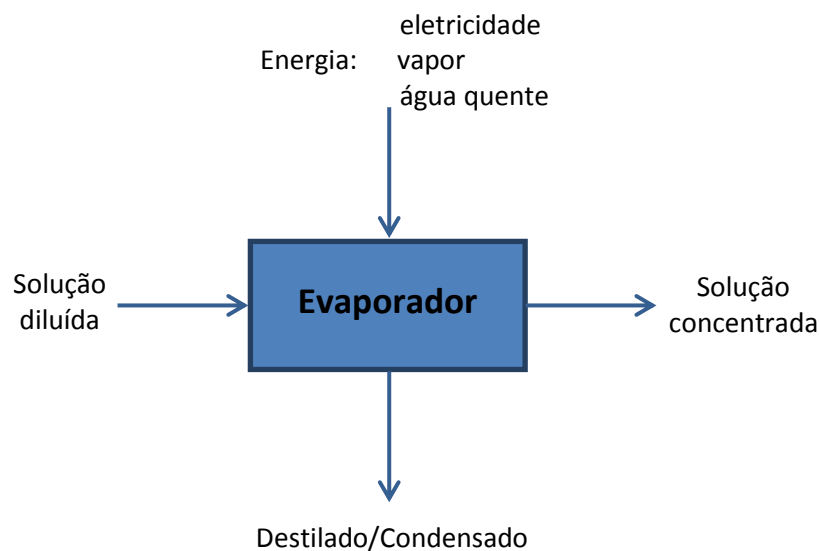 eletricidade
Energia: vapor
água quente
Solução
diluída
Evaporador
Solução
concentrada
Destilado/Condensado